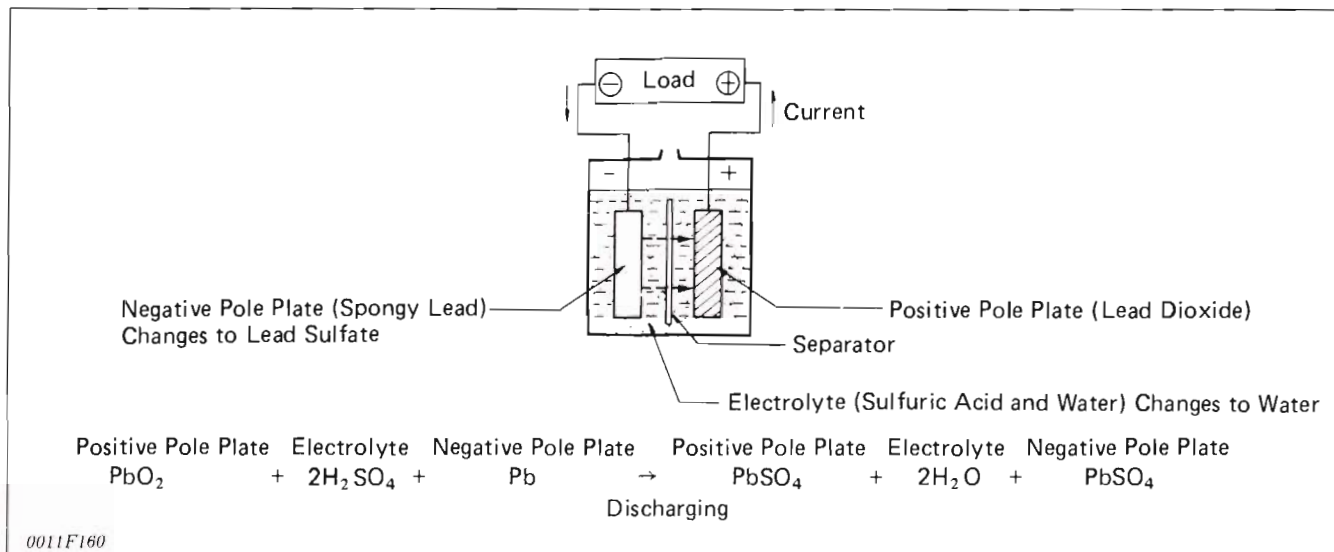 ⊖ Load ⊕
Current
- +
Negative Pole Plate (Spongy Lead)
Changes to Lead Sulfate
Positive Pole Plate (Lead Dioxide)
Separator
Electrolyte (Sulfuric Acid and Water) Changes to Water
Positive Pole Plate Electrolyte Negative Pole Plate Positive Pole Plate Electrolyte Negative Pole Plate
PbO₂ + 2H₂SO₄ + Pb → PbSO₄ + 2H₂O + PbSO₄
Discharging
0011F160